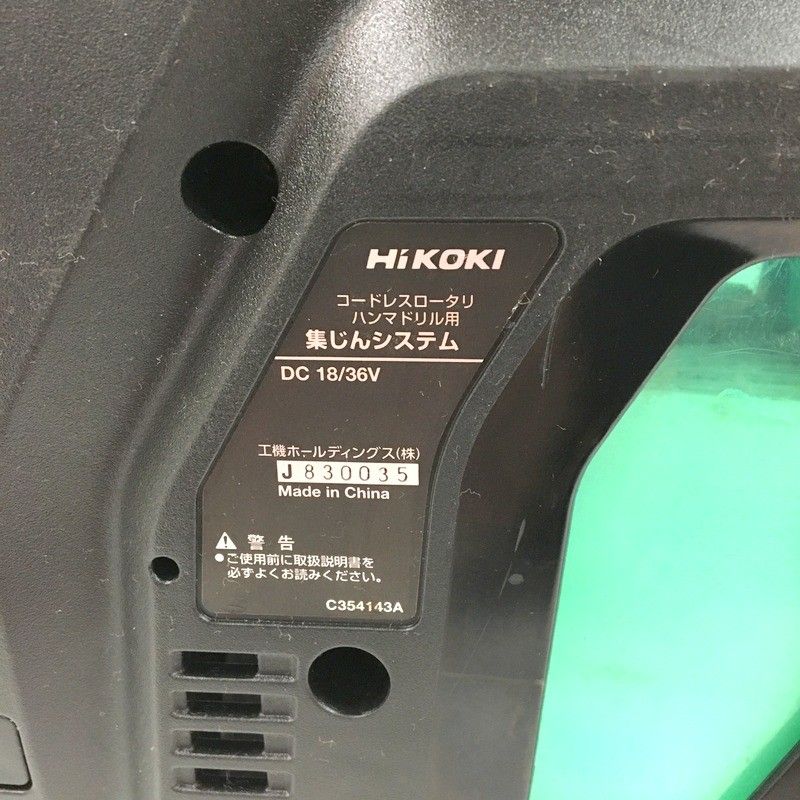 HiKOKI
コードレスロータリ
ハンマドリル用
集じんシステム
DC 18/36V
工機ホールディングス(株)
J830035
Made in China
警告
●ご使用前に取扱説明書を
必ずよくお読みください。
C354143A